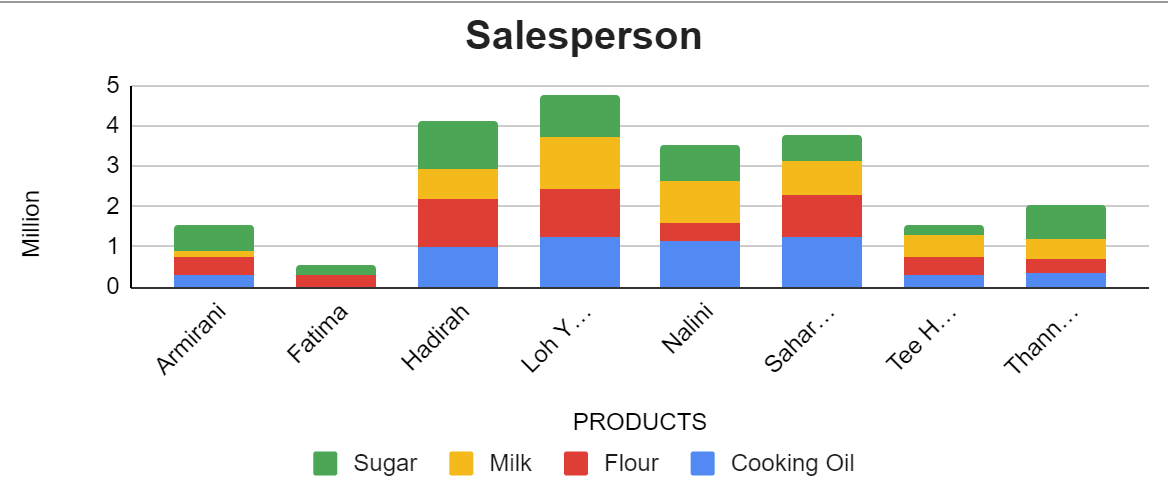 Salesperson
Million
5
4
3
2
1
0
Armirani
Fatima
Hadirah
Loh Y…
Nalini
Sahar…
Tee H…
Thann…
PRODUCTS
Sugar Milk Flour Cooking Oil